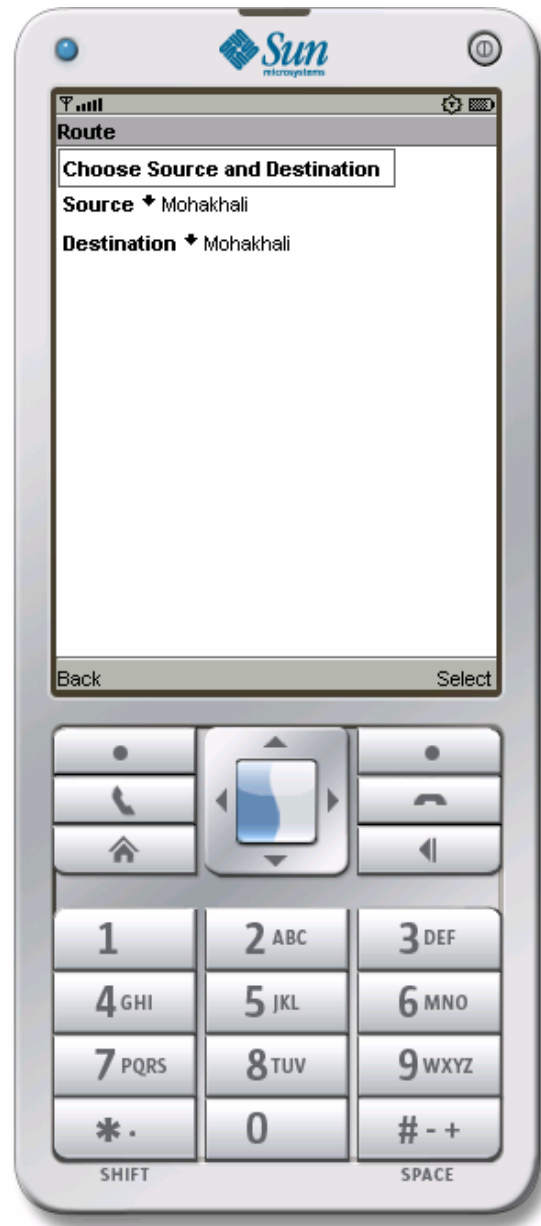 Sun
microsystems
Route
Choose Source and Destination
Source Mohakhali
Destination Mohakhali
Back Select
1 2 ABC 3 DEF
4 GHI 5 JKL 6 MNO
7 PQRS 8 TUV 9 WXYZ
* . 0 # - +
SHIFT SPACE